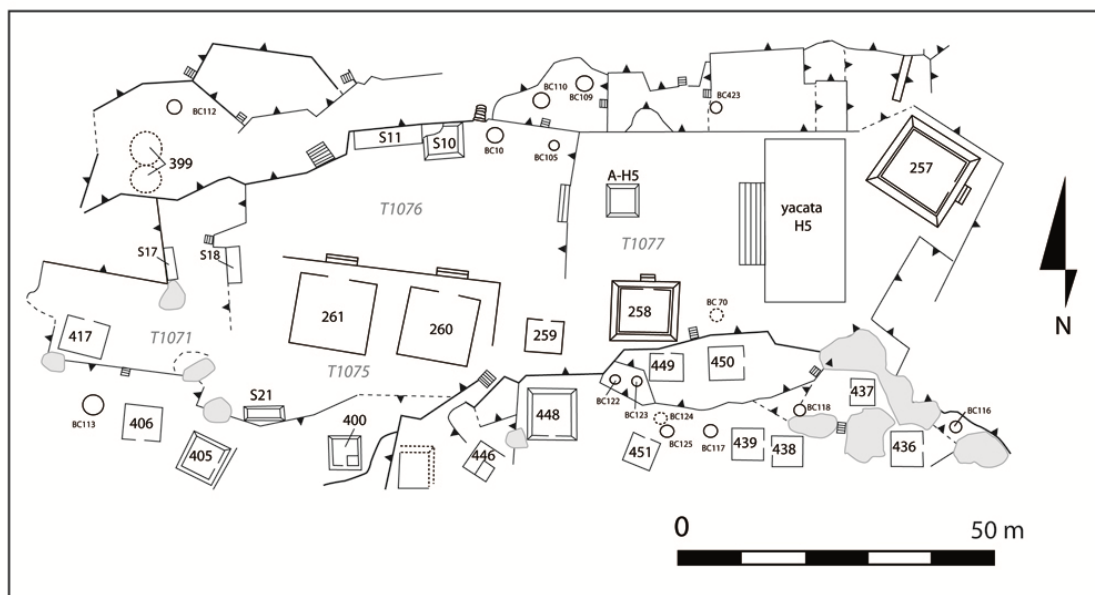 BC112
BC110
BC109
BC423
399
S11
S10
BC10
BC105
257
A-H5
T1076
T1077
yacata
H5
S17
S18
261
260
259
258
BC 70
N
417
T1071
T1075
449
450
BC122
BC123
437
S21
406
BC113
405
400
446
448
BC124
BC125
451
BC117
439
438
BC118
436
BC116
0
50 m